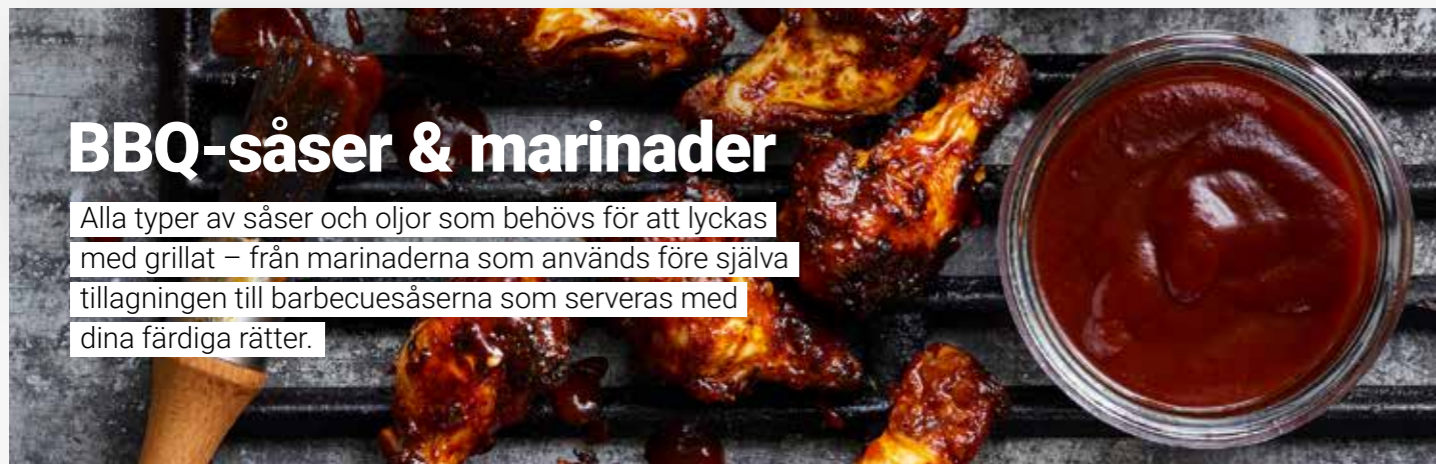 BBQ-såser & marinader
Alla typer av såser och oljor som behövs för att lyckas
med grillat – från marinaderna som används före själva
tillagningen till barbecuesåserna som serveras med
dina färdiga rätter.